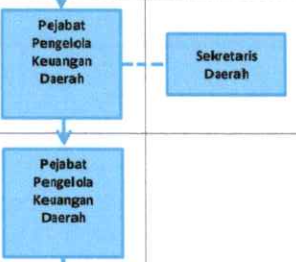 Pejabat
Pengelola
Keuangan
Daerah
Sekretaris
Daerah
Pejabat
Pengelola
Keuangan
Daerah